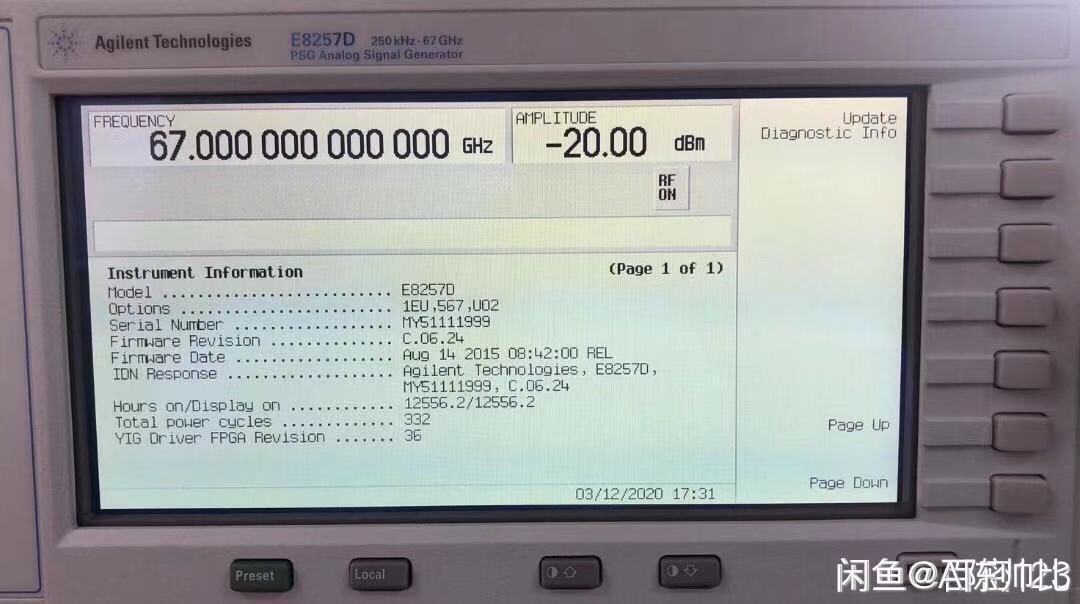 Agilent Technologies
E8257D 250 kHz - 67 GHz
PSG Analog Signal Generator
FREQUENCY
67.000 000 000 000 GHz
AMPLITUDE
-20.00 dBm
RF
ON
Update
Diagnostic Info
Instrument Information (Page 1 of 1)
Model ........................... E8257D
Options ......................... 1EU,567,U02
Serial Number ................... MY51111999
Firmware Revision ............... C.06.24
Firmware Date ................... Aug 14 2015 08:42:00 REL
IDN Response .................... Agilent Technologies, E8257D,
MY51111999, C.06.24
Hours on/Display on ............. 12556.2/12556.2
Total power cycles .............. 332
YIG Driver FPGA Revision ....... 36
Page Up
Page Down
03/12/2020 17:31
Preset
Local
闲鱼@